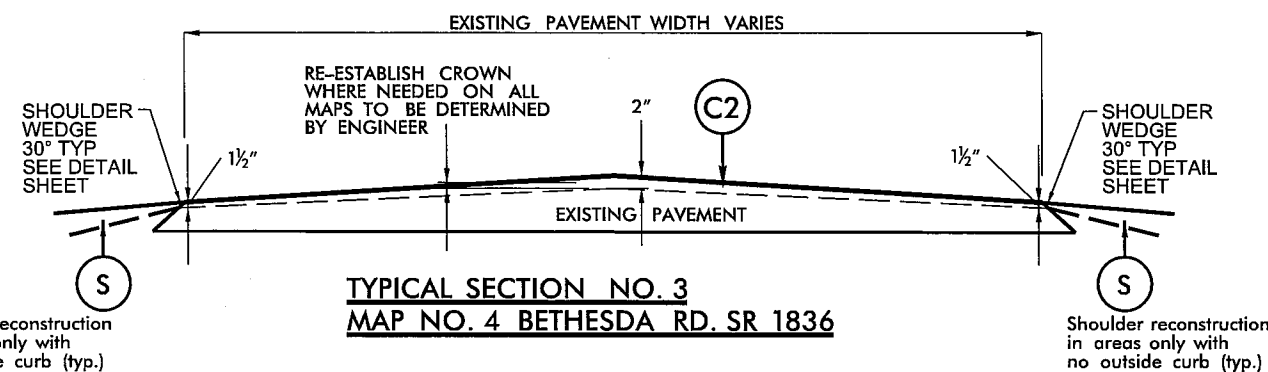 EXISTING PAVEMENT WIDTH VARIES
RE-ESTABLISH CROWN
WHERE NEEDED ON ALL
MAPS TO BE DETERMINED
BY ENGINEER
SHOULDER
WEDGE
30° TYP
SEE DETAIL
SHEET
1½"
2"
C2
1½"
SHOULDER
WEDGE
30° TYP
SEE DETAIL
SHEET
EXISTING PAVEMENT
S
S
TYPICAL SECTION NO. 3
MAP NO. 4 BETHESDA RD. SR 1836
econstruction
only with
e curb (typ.)
Shoulder reconstruction
in areas only with
no outside curb (typ.)